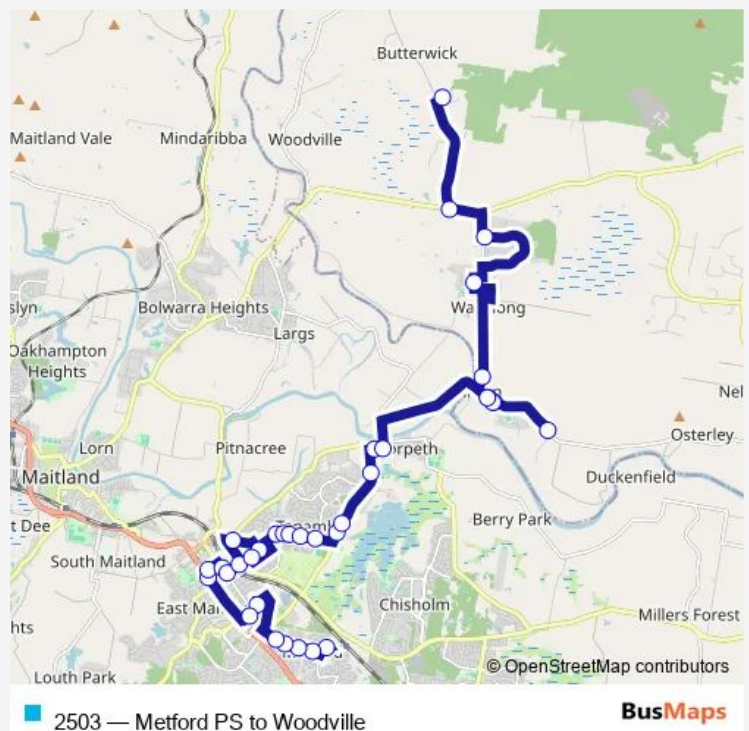 Butterwick
Maitland Vale
Mindaribba
Woodville
slyn
Bolwarra Heights
Largs
Oakhampton
Heights
Nel
Lorn
Pitnacree
Osterley
Maitland
Duckenfield
t Dee
Berry Park
South Maitland
East Mai
Chisholm
Millers Forest
hts
Louth Park
© OpenStreetMap contributors
2503 — Metford PS to Woodville
BusMaps